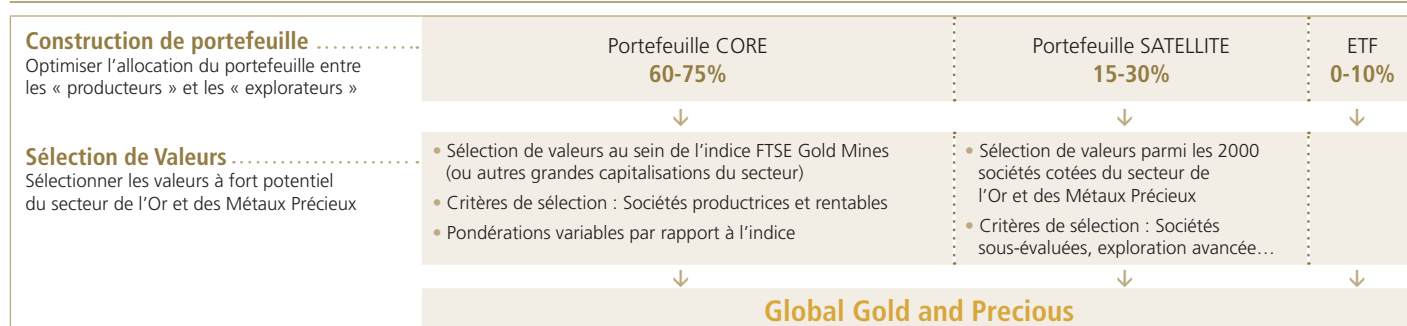 Construction de portefeuille ............
Optimiser l'allocation du portefeuille entre
les « producteurs » et les « explorateurs »
Portefeuille CORE
60-75%
Portefeuille SATELLITE
15-30%
ETF
0-10%
Sélection de Valeurs ......................
Sélectionner les valeurs à fort potentiel
du secteur de l'Or et des Métaux Précieux
• Sélection de valeurs au sein de l'indice FTSE Gold Mines
(ou autres grandes capitalisations du secteur)
• Critères de sélection : Sociétés productrices et rentables
• Pondérations variables par rapport à l'indice
• Sélection de valeurs parmi les 2000
sociétés cotées du secteur de
l'Or et des Métaux Précieux
• Critères de sélection : Sociétés
sous-évaluées, exploration avancée…
Global Gold and Precious